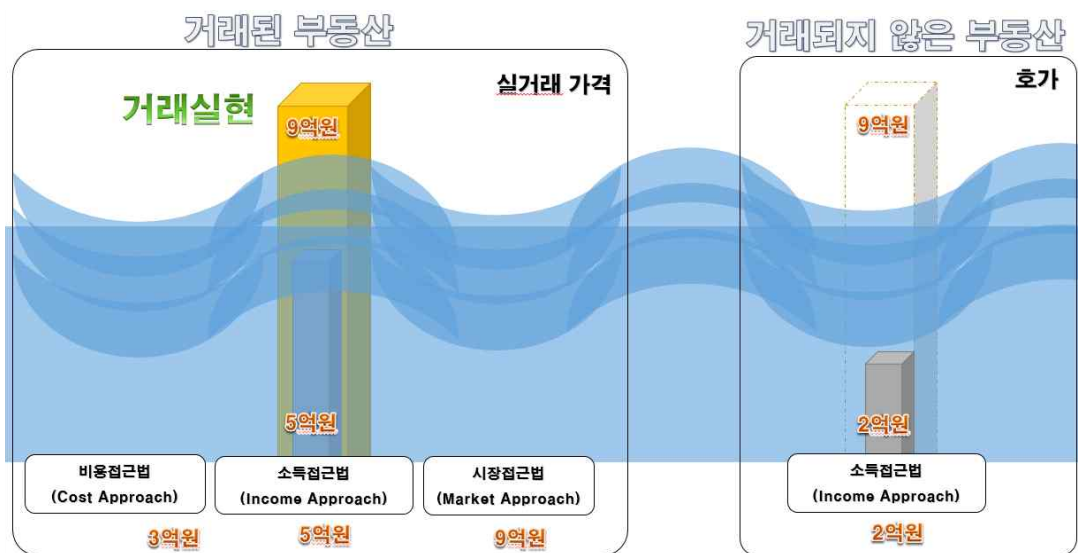 거래된 부동산
거래되지 않은 부동산
거래실현
실거래 가격
9억원
5억원
비용접근법
(Cost Approach)
소득접근법
(Income Approach)
시장접근법
(Market Approach)
3억원
5억원
9억원
호가
9억원
2억원
소득접근법
(Income Approach)
2억원